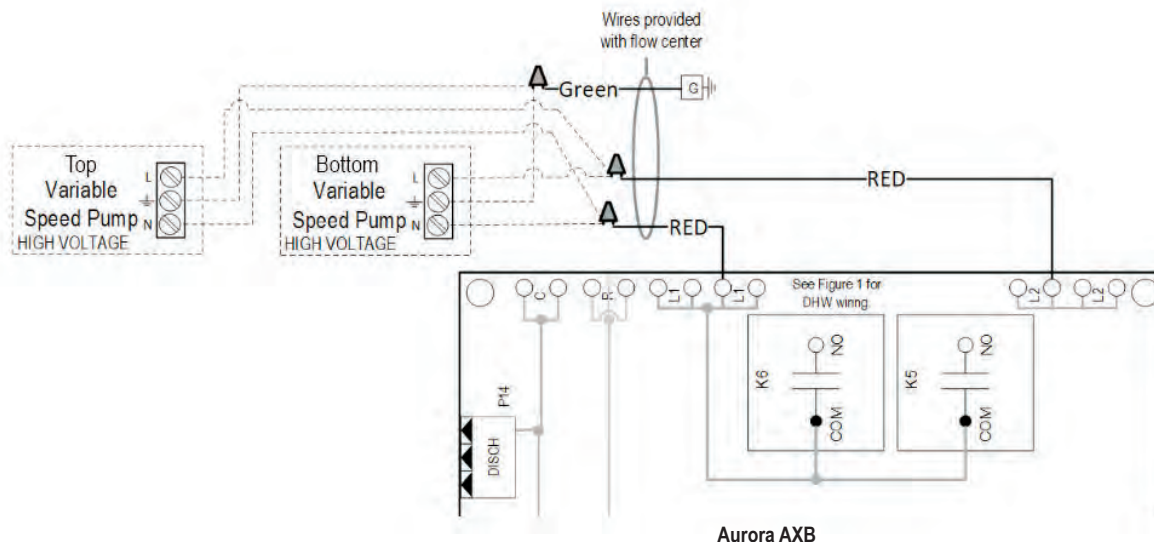 Wires provided
with flow center
Green
G
Top
Variable
Speed Pump
HIGH VOLTAGE
L
N
Bottom
Variable
Speed Pump
HIGH VOLTAGE
L
N
RED
RED
C
R
L1
L1
See Figure 1 for
DHW wiring
L2
L2
P14
DISCH
K6
NO
COM
K5
NO
COM
Aurora AXB